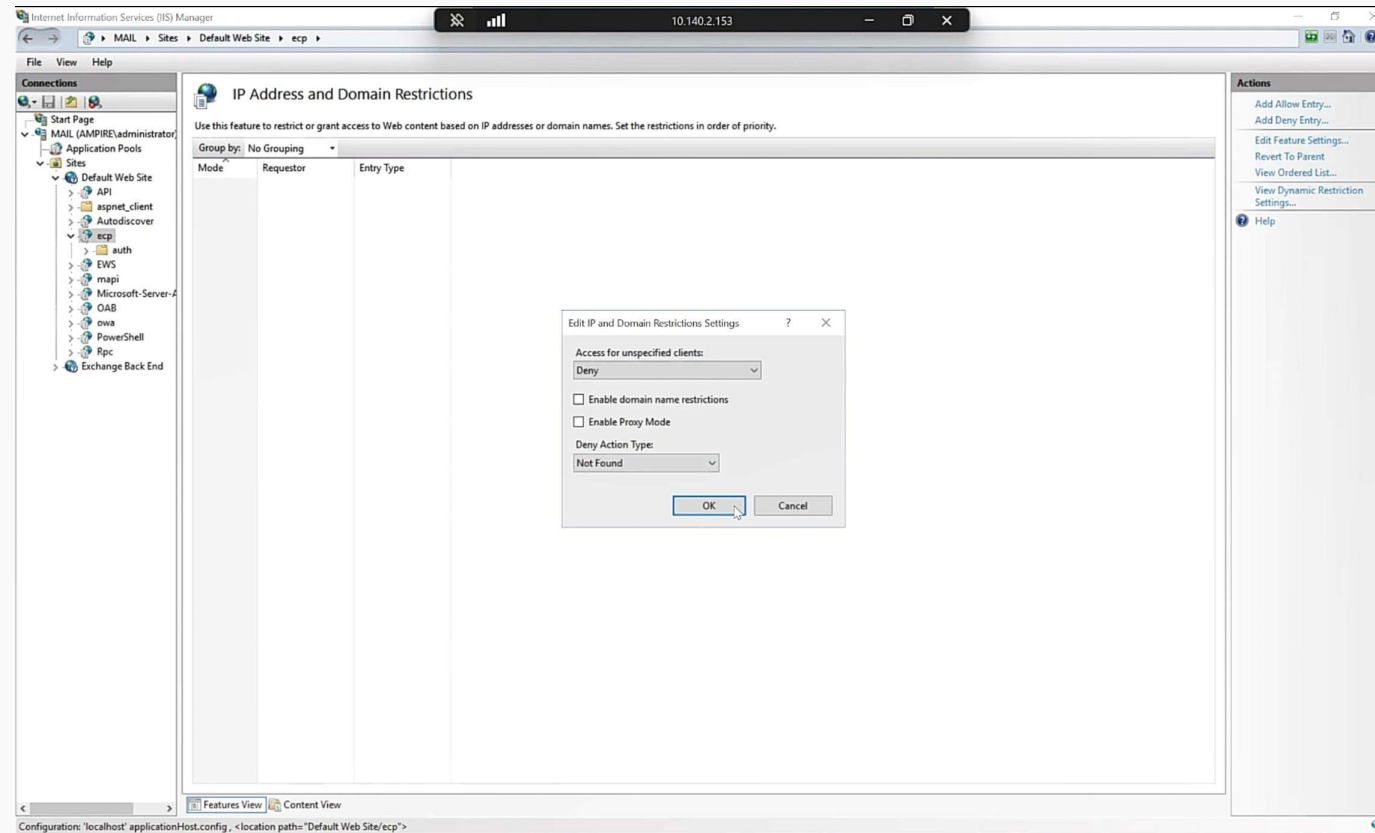 Internet Information Services (IIS) Manager
10.140.2.153
MAIL Sites Default Web Site ecp
File View Help
Connections
Start Page
MAIL (AMPIRE\administrator)
Application Pools
Sites
Default Web Site
API
aspnet_client
Autodiscover
ecp
auth
EWS
mapi
Microsoft-Server-A
OAB
owa
PowerShell
Rpc
Exchange Back End
IP Address and Domain Restrictions
Use this feature to restrict or grant access to Web content based on IP addresses or domain names. Set the restrictions in order of priority.
Group by: No Grouping
Mode Requestor Entry Type
Edit IP and Domain Restrictions Settings ?
Access for unspecified clients:
Deny
Enable domain name restrictions
Enable Proxy Mode
Deny Action Type:
Not Found
OK Cancel
Features View Content View
Actions
Add Allow Entry...
Add Deny Entry...
Edit Feature Settings...
Revert To Parent
View Ordered List...
View Dynamic Restriction
Settings...
Help
Configuration: 'localhost' applicationHost.config, <location path="Default Web Site/ecp">